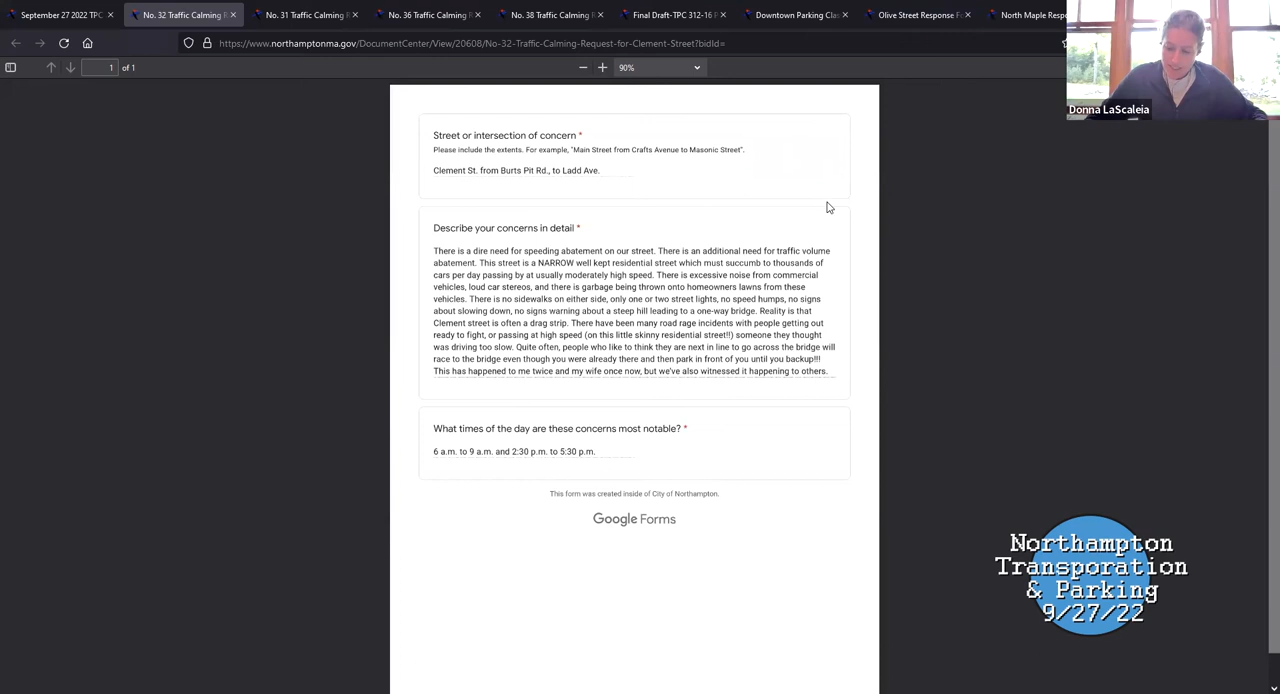 September 27 2022 TPC
No. 32 Traffic Calming R
No. 31 Traffic Calming R
No. 36 Traffic Calming R
No. 38 Traffic Calming R
Final Draft-TPC 312-16 P
Downtown Parking Cla
Olive Street Response Fe
North Maple Resp
https://www.northamptonma.gov/DocumentCenter/View/20608/No-32-Traffic-Calming-Request-for-Clement-Street?bidId=
1 of 1
90%
Donna LaScaleia
Street or intersection of concern *
Please include the extents. For example, "Main Street from Crafts Avenue to Masonic Street".
Clement St. from Burts Pit Rd., to Ladd Ave.
Describe your concerns in detail *
There is a dire need for speeding abatement on our street. There is an additional need for traffic volume
abatement. This street is a NARROW well kept residential street which must succumb to thousands of
cars per day passing by at usually moderately high speed. There is excessive noise from commercial
vehicles, loud car stereos, and there is garbage being thrown onto homeowners lawns from these
vehicles. There is no sidewalks on either side, only one or two street lights, no speed humps, no signs
about slowing down, no signs warning about a steep hill leading to a one-way bridge. Reality is that
Clement street is often a drag strip. There have been many road rage incidents with people getting out
ready to fight, or passing at high speed (on this little skinny residential street!!) someone they thought
was driving too slow. Quite often, people who like to think they are next in line to go across the bridge will
race to the bridge even though you were already there and then park in front of you until you backup!!!
This has happened to me twice and my wife once now, but we've also witnessed it happening to others.
What times of the day are these concerns most notable? *
6 a.m. to 9 a.m. and 2:30 p.m. to 5:30 p.m.
This form was created inside of City of Northampton.
Google Forms
Northampton
Transporation
& Parking
9/27/22